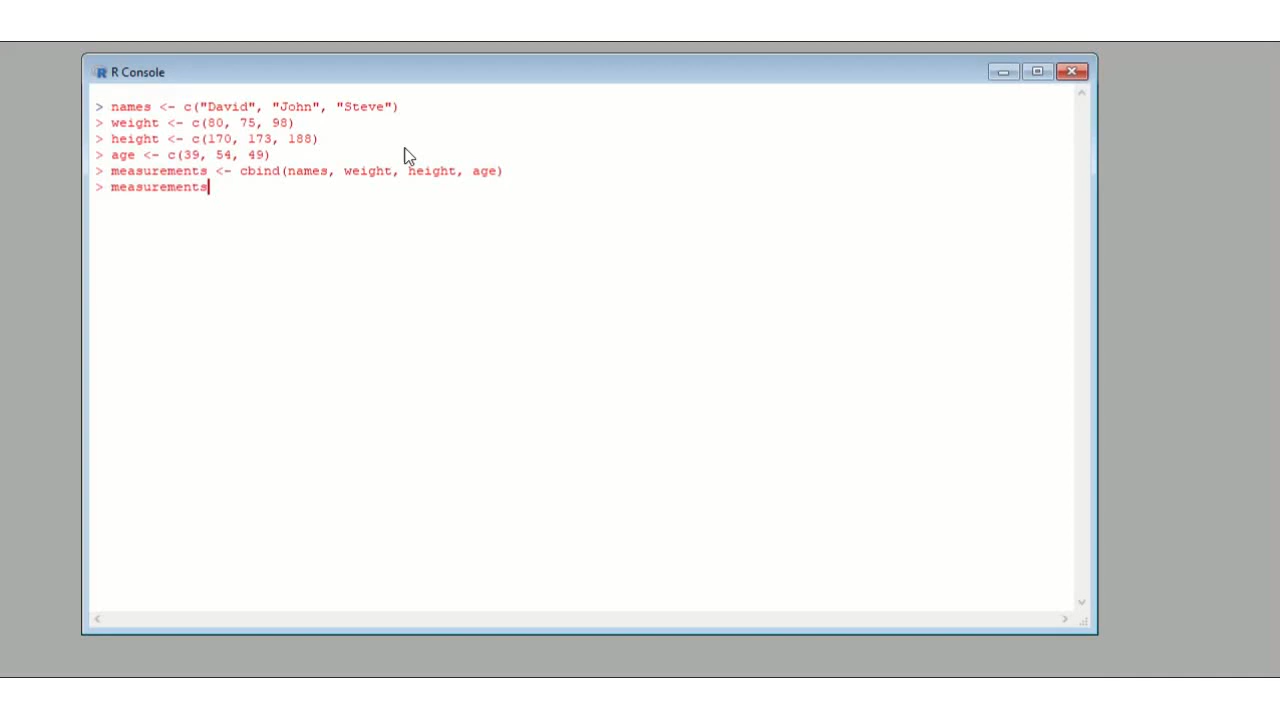 R Console
> names <- c("David", "John", "Steve")
> weight <- c(80, 75, 98)
> height <- c(170, 173, 188)
> age <- c(39, 54, 49)
> measurements <- cbind(names, weight, height, age)
> measurements